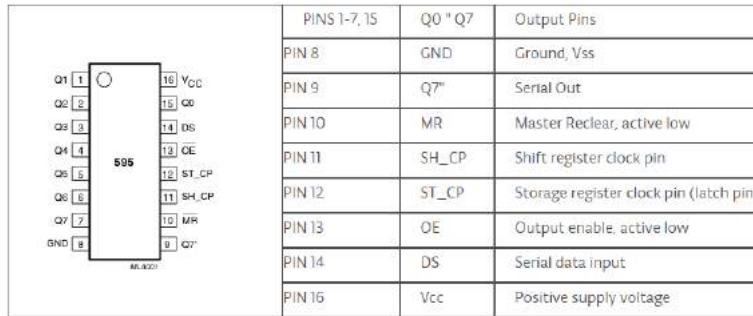 Q1 1 16 VCC
Q2 2 15 Q0
Q3 3 14 DS
Q4 4 13 OE
595
Q5 5 12 ST_CP
Q6 6 11 SH_CP
Q7 7 10 MR
GND 8 9 Q7'
PINS 1-7, 15 Q0 " Q7 Output Pins
PIN 8 GND Ground, Vss
PIN 9 Q7" Serial Out
PIN 10 MR Master Reclear, active low
PIN 11 SH_CP Shift register clock pin
PIN 12 ST_CP Storage register clock pin (latch pin
PIN 13 OE Output enable, active low
PIN 14 DS Serial data input
PIN 16 Vcc Positive supply voltage